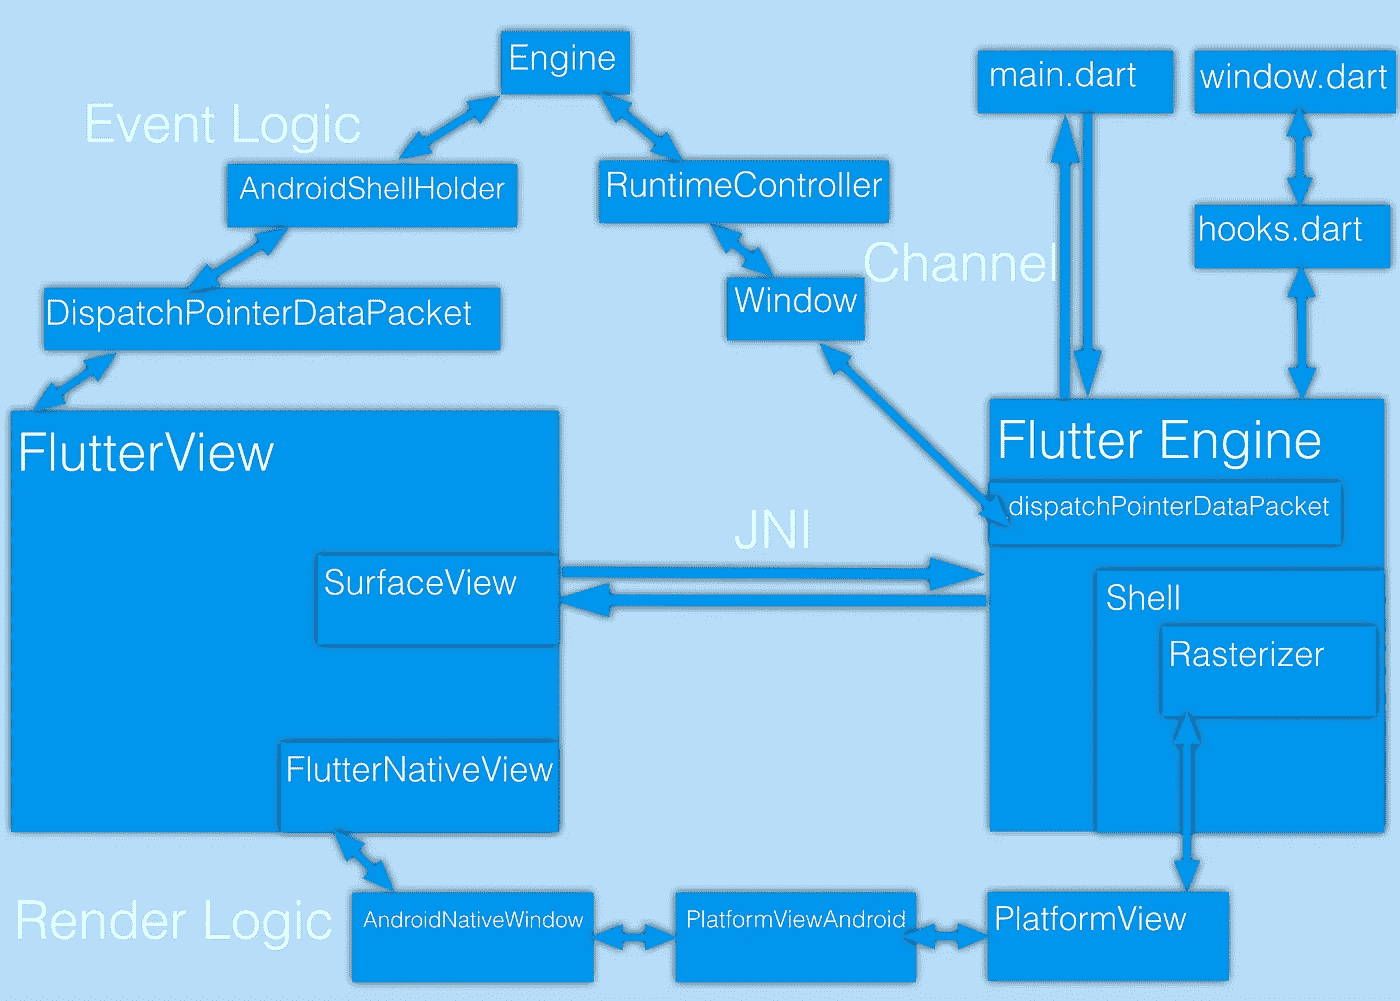 Engine
main.dart
window.dart
Event Logic
AndroidShellHolder
RuntimeController
hooks.dart
Channel
DispatchPointerDataPacket
Window
FlutterView
Flutter Engine
dispatchPointerDataPacket
JNI
SurfaceView
Shell
Rasterizer
FlutterNativeView
Render Logic
AndroidNativeWindow
PlatformViewAndroid
PlatformView